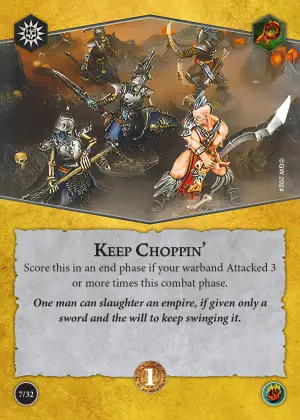 ©GW 2024
KEEP CHOPPIN'
Score this in an end phase if your warband Attacked 3
or more times this combat phase.
One man can slaughter an empire, if given only a
sword and the will to keep swinging it.
7/32
1